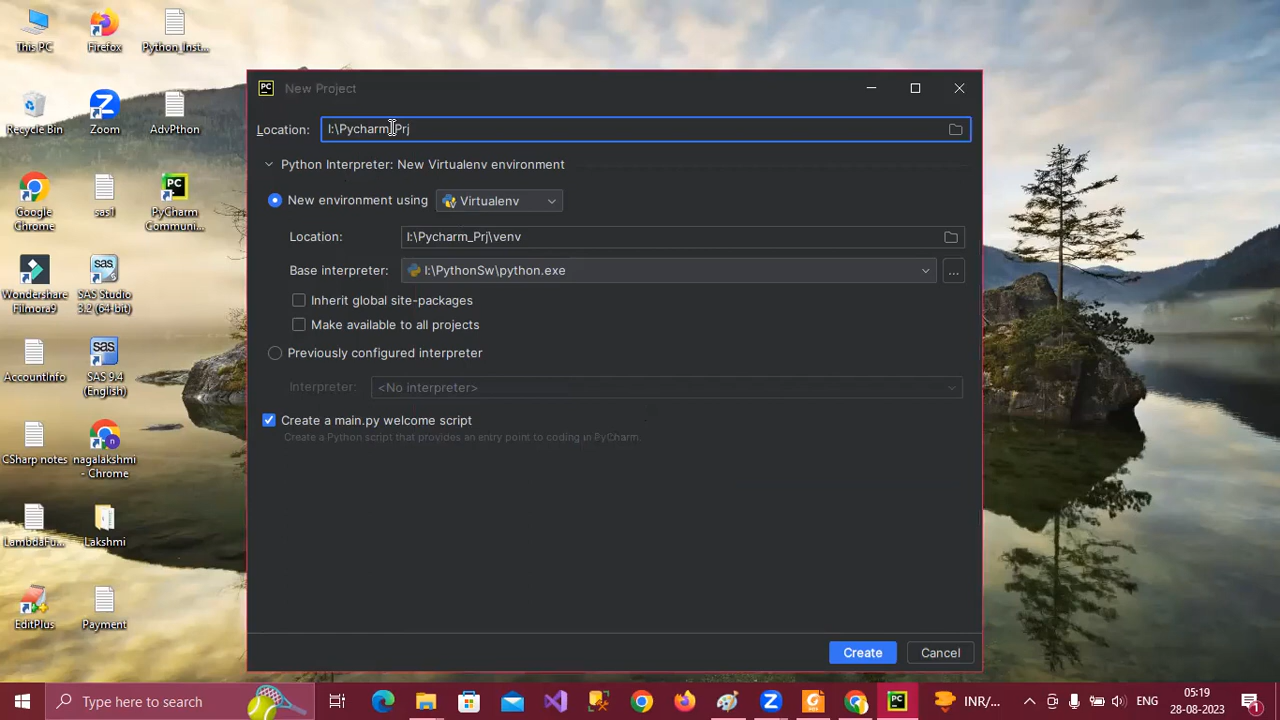 This PC
Firefox
Python_Inst...
Recycle Bin
Zoom
AdvPthon
Google Chrome
sasl
PyCharm Communi...
Wondershare Filmora9
SAS Studio 3.2 (64-bit)
AccountInfo
SAS 9.4 (English)
CSharp notes
nagalakshmi - Chrome
LambdaFu...
Lakshmi
EditPlus
Payment
PC
New Project
Location: I:\Pycharm_Prj
Python Interpreter: New Virtualenv environment
New environment using Virtualenv
Location: I:\Pycharm_Prj\venv
Base interpreter: I:\PythonSw\python.exe ...
Inherit global site-packages
Make available to all projects
Previously configured interpreter
Interpreter: <No interpreter>
Create a main.py welcome script
Create a Python script that provides an entry point to coding in PyCharm.
Create Cancel
Type here to search
INR/... ENG
05:19
28-08-2023